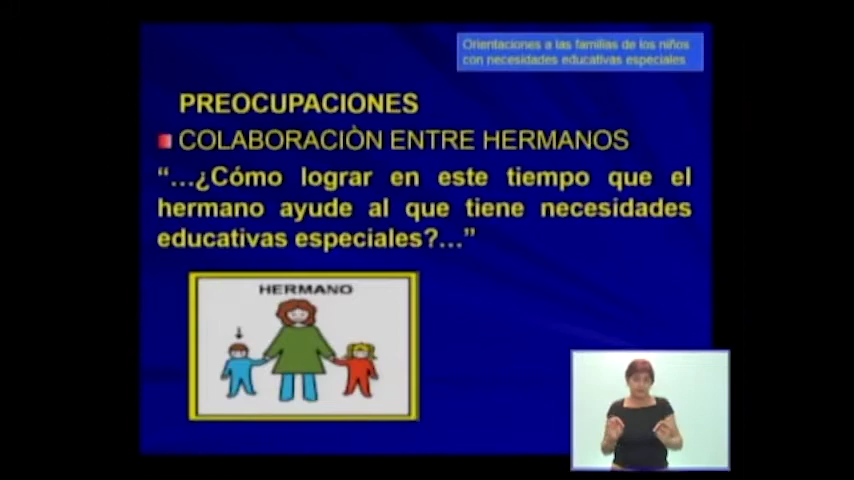 Orientaciones a las familias de los niños
con necesidades educativas especiales
PREOCUPACIONES
COLABORACIÒN ENTRE HERMANOS
“...¿Cómo lograr en este tiempo que el
hermano ayude al que tiene necesidades
educativas especiales?...”
HERMANO